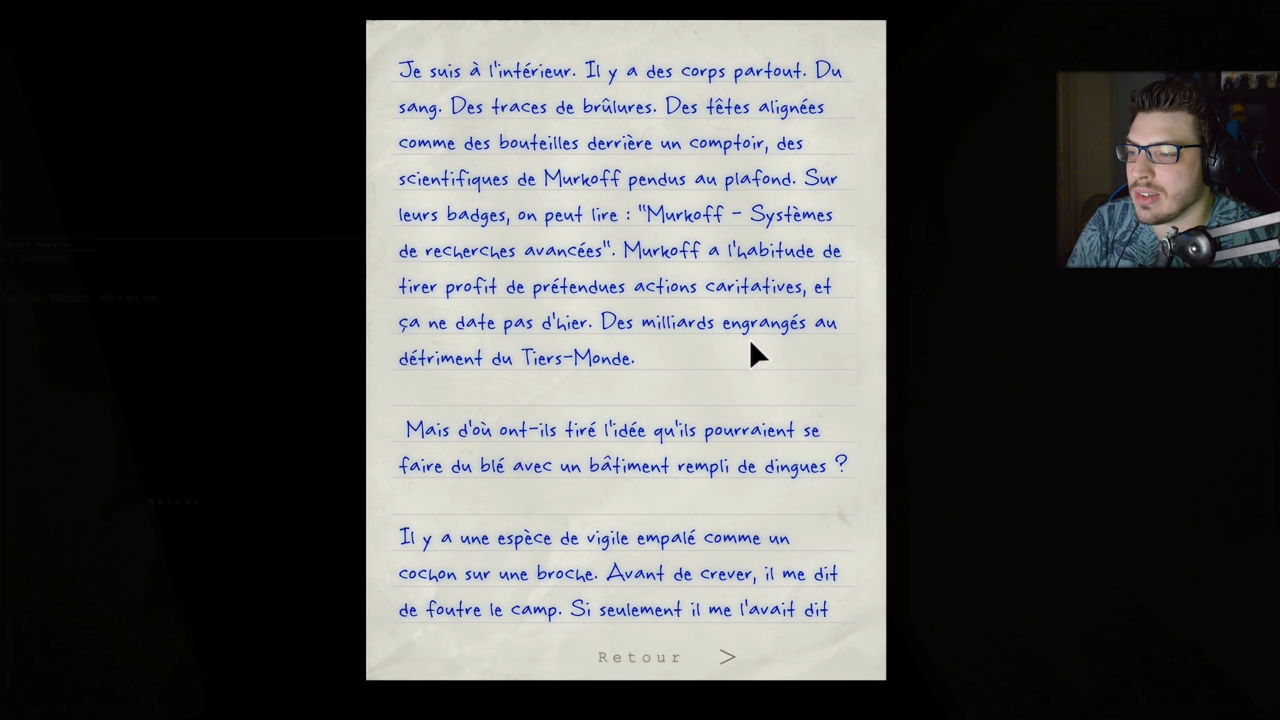 Je suis à l'intérieur. Il y a des corps partout. Du
sang. Des traces de brûlures. Des têtes alignées
comme des bouteilles derrière un comptoir, des
scientifiques de Murkoff pendus au plafond. Sur
leurs badges, on peut lire : "Murkoff - Systèmes
de recherches avancées". Murkoff a l'habitude de
tirer profit de prétendues actions caritatives, et
ça ne date pas d'hier. Des milliards engrangés au
détriment du Tiers-Monde.
Mais d'où ont-ils tiré l'idée qu'ils pourraient se
faire du blé avec un bâtiment rempli de dingues ?
Il y a une espèce de vigile empalé comme un
cochon sur une broche. Avant de crever, il me dit
de foutre le camp. Si seulement il me l'avait dit
Retour >
Retour